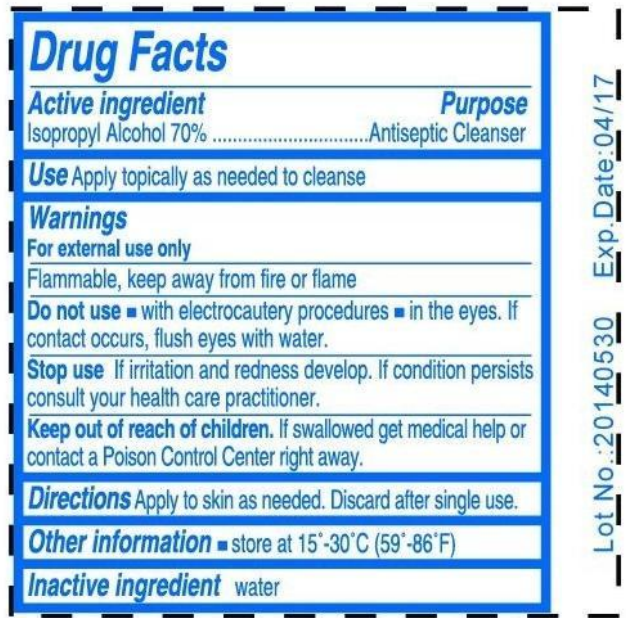 Drug Facts
Active ingredient Purpose
Isopropyl Alcohol 70% ..............................Antiseptic Cleanser
Use Apply topically as needed to cleanse
Warnings
For external use only
Flammable, keep away from fire or flame
Do not use ■ with electrocautery procedures ■ in the eyes. If
contact occurs, flush eyes with water.
Stop use If irritation and redness develop. If condition persists
consult your health care practitioner.
Keep out of reach of children. If swallowed get medical help or
contact a Poison Control Center right away.
Directions Apply to skin as needed. Discard after single use.
Other information ■ store at 15˚-30˚C (59˚-86˚F)
Inactive ingredient water
Lot No.:20140530 Exp.Date:04/17